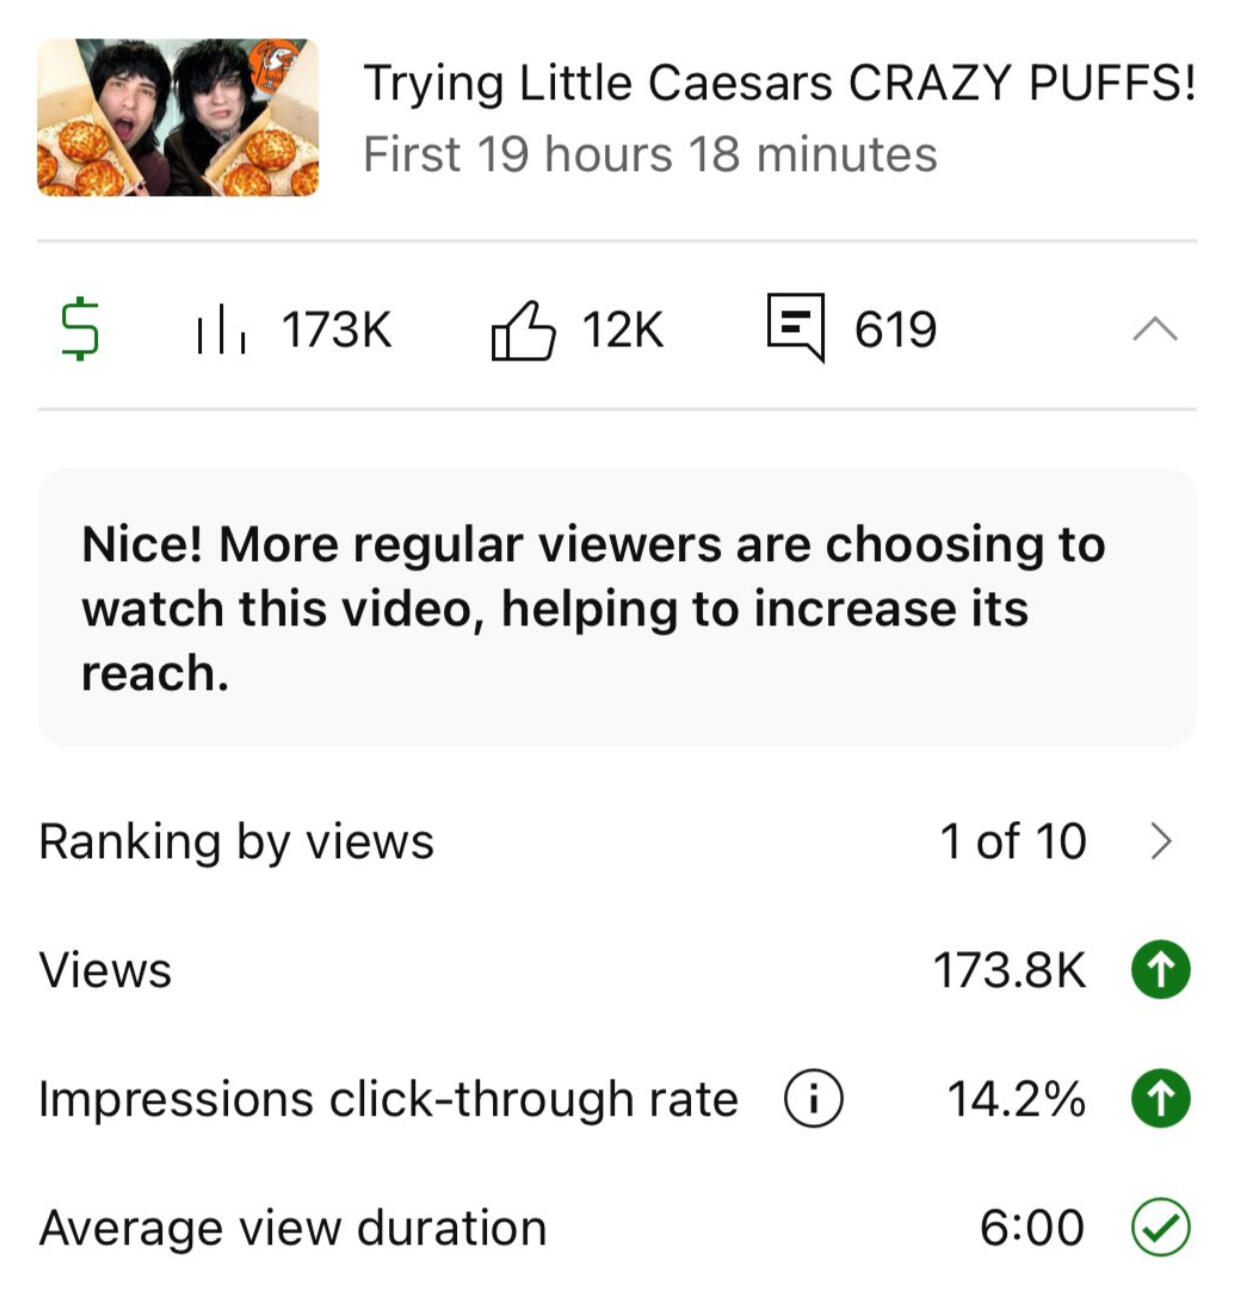 Trying Little Caesars CRAZY PUFFS!
First 19 hours 18 minutes
$ 173K 12K 619
Nice! More regular viewers are choosing to
watch this video, helping to increase its
reach.
Ranking by views 1 of 10
Views 173.8K
Impressions click-through rate i 14.2%
Average view duration 6:00